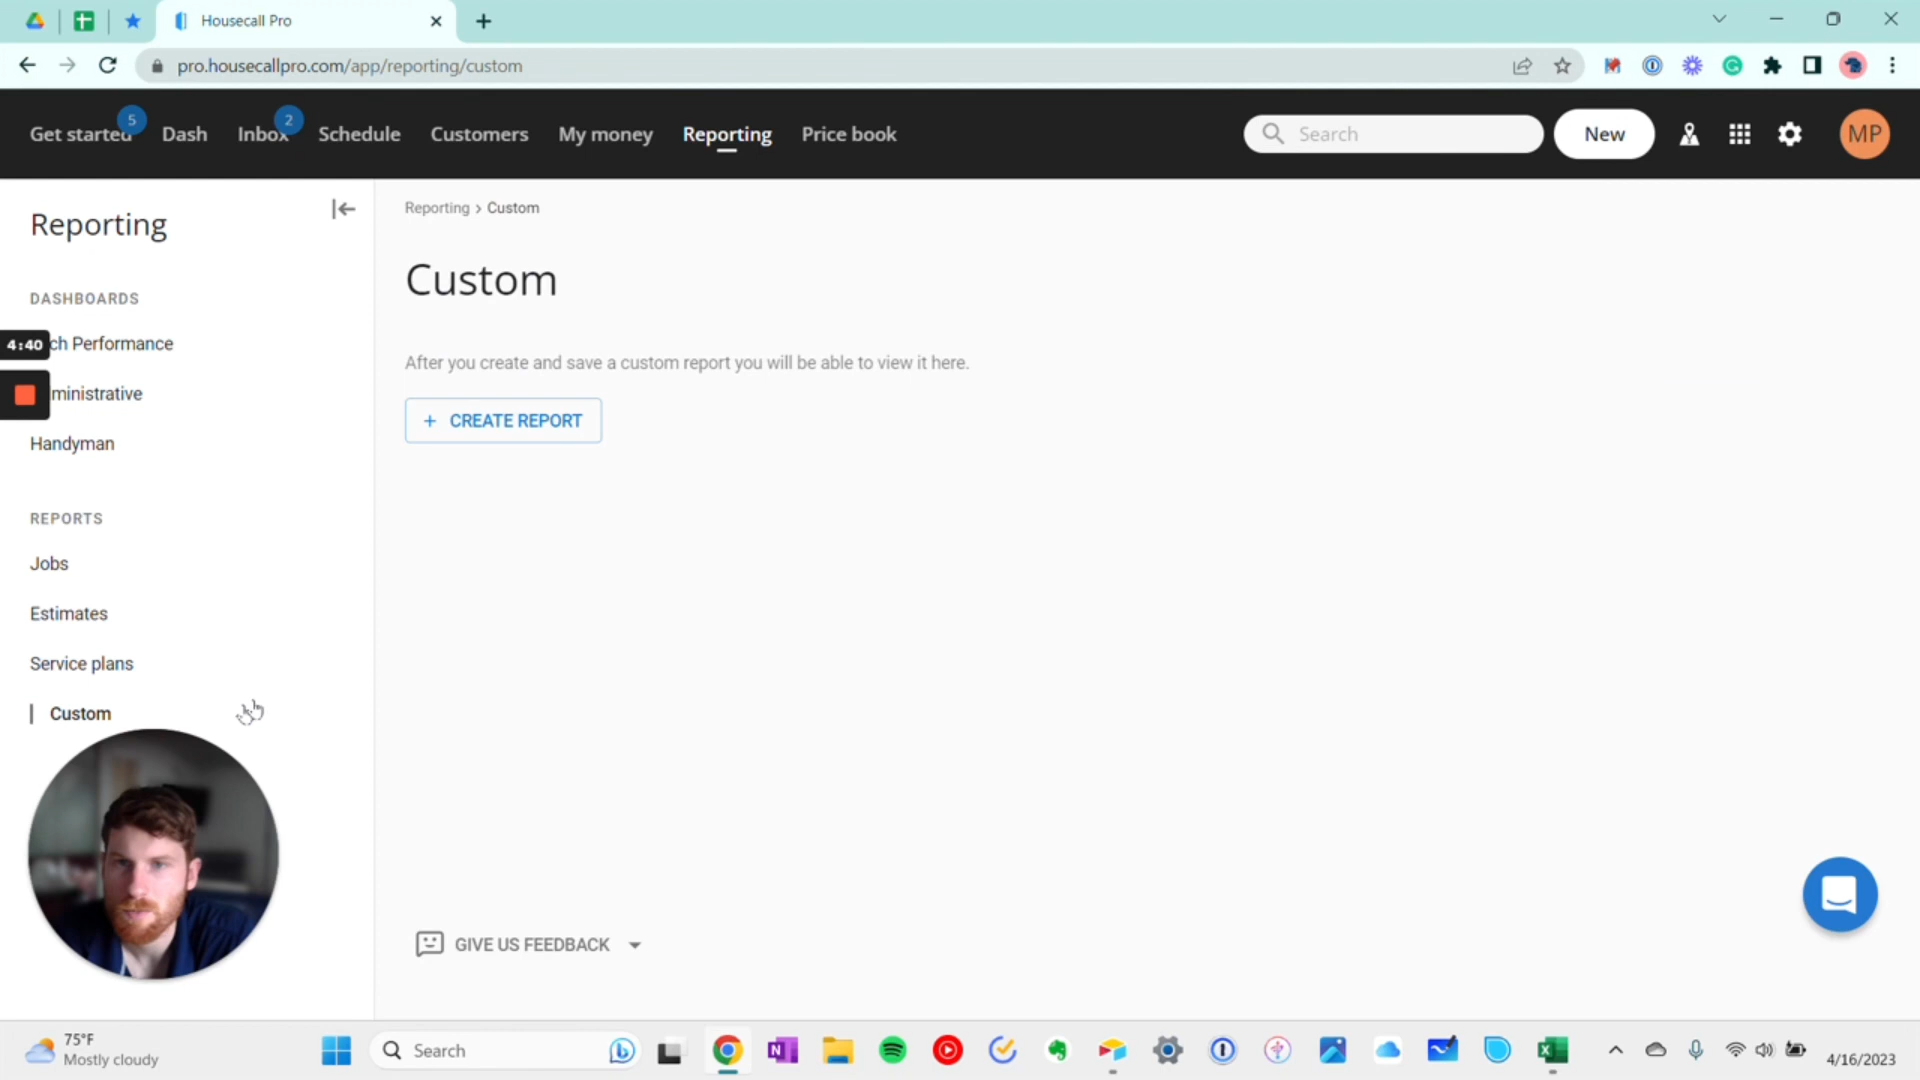 Housecall Pro
pro.housecallpro.com/app/reporting/custom
Get started 5 Dash Inbox 2 Schedule Customers My money Reporting Price book Search New MP
Reporting
DASHBOARDS
4:40 ch Performance
ministrative
Handyman
REPORTS
Jobs
Estimates
Service plans
Custom
Reporting › Custom
Custom
After you create and save a custom report you will be able to view it here.
+ CREATE REPORT
GIVE US FEEDBACK
75°F
Mostly cloudy
Search
4/16/2023